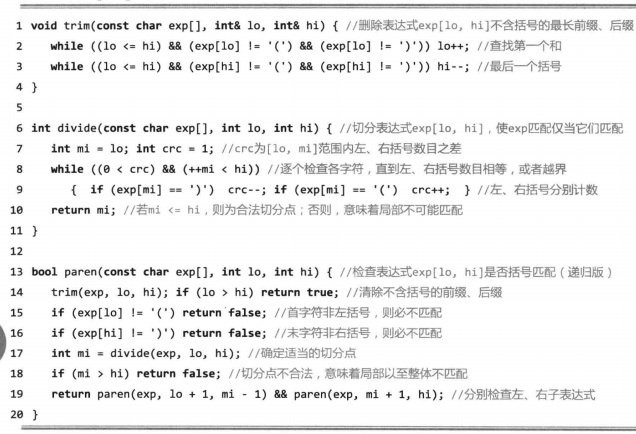 1 void trim(const char exp[], int& lo, int& hi) { //删除表达式exp[lo, hi]不含括号的最长前缀、后缀
2 while ((lo <= hi) && (exp[lo] != '(') && (exp[lo] != ')')) lo++; //查找第一个和
3 while ((lo <= hi) && (exp[hi] != '(') && (exp[hi] != ')')) hi--; //最后一个括号
4 }
5
6 int divide(const char exp[], int lo, int hi) { //切分表达式exp[lo, hi]，使exp匹配仅当它们匹配
7 int mi = lo; int crc = 1; //crc为[lo, mi]范围内左、右括号数目之差
8 while ((0 < crc) && (++mi < hi)) //逐个检查各字符，直到左、右括号数目相等，或者越界
9 { if (exp[mi] == ')') crc--; if (exp[mi] == '(') crc++; } //左、右括号分别计数
10 return mi; //若mi <= hi，则为合法切分点；否则，意味着局部不可能匹配
11 }
12
13 bool paren(const char exp[], int lo, int hi) { //检查表达式exp[lo, hi]是否括号匹配（递归版）
14 trim(exp, lo, hi); if (lo > hi) return true; //清除不含括号的前缀、后缀
15 if (exp[lo] != '(') return false; //首字符非左括号，则必不匹配
16 if (exp[hi] != ')') return false; //末字符非右括号，则必不匹配
17 int mi = divide(exp, lo, hi); //确定适当的切分点
18 if (mi > hi) return false; //切分点不合法，意味着局部以至整体不匹配
19 return paren(exp, lo + 1, mi - 1) && paren(exp, mi + 1, hi); //分别检查左、右子表达式
20 }